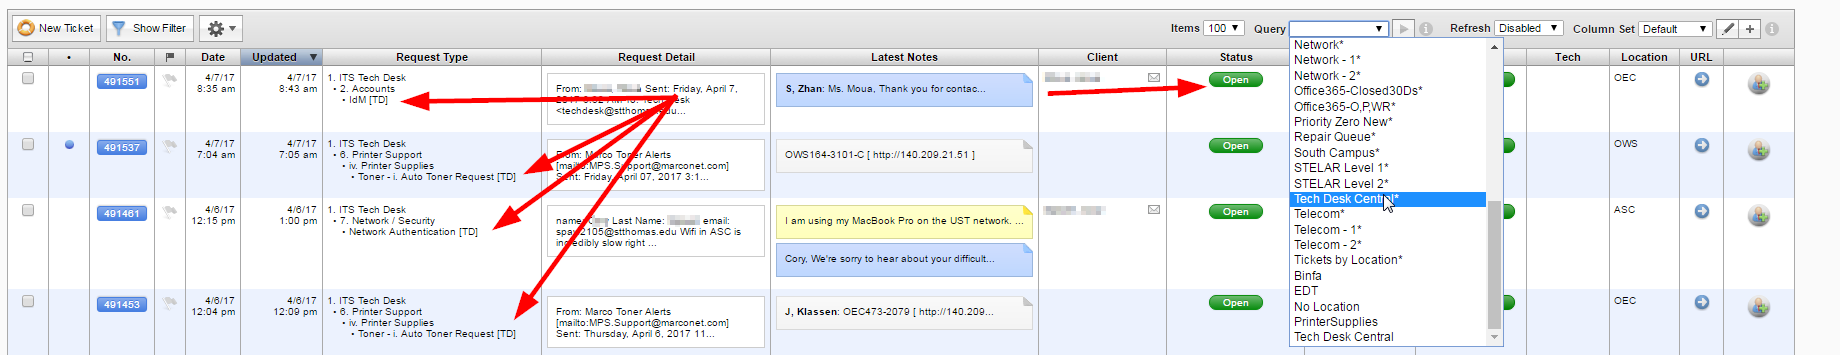 New Ticket Show Filter Items 100 Query Refresh Disabled Column Set Default
• No. Date Updated Request Type Request Detail Latest Notes Client Status Tech Location URL
491551
4/7/17
8:35 am
4/7/17
8:43 am
1. ITS Tech Desk
• 2. Accounts
• IdM [TD]
From: Sent: Friday, April 7,
<techdesk@stthomas.edu...
S, Zhan: Ms. Moua, Thank you for contac...
Open
OEC
491537
4/7/17
7:04 am
4/7/17
7:05 am
1. ITS Tech Desk
• 6. Printer Support
• iv. Printer Supplies
• Toner - i. Auto Toner Request [TD]
From: Marco Toner Alerts
[mailto:MPS.Support@marconet.com]
Sent: Friday, April 07, 2017 3:1...
OWS164-3101-C [ http://140.209.21.51 ]
Open
OWS
491461
4/6/17
12:15 pm
4/6/17
1:00 pm
1. ITS Tech Desk
• 7. Network / Security
• Network Authentication [TD]
name: Last Name: email:
2105@stthomas.edu Wifi in ASC is
incredibly slow right ...
I am using my MacBook Pro on the UST network. ...
Cory, We're sorry to hear about your difficult...
Open
ASC
491453
4/6/17
12:04 pm
4/6/17
12:09 pm
1. ITS Tech Desk
• 6. Printer Support
• iv. Printer Supplies
• Toner - i. Auto Toner Request [TD]
From: Marco Toner Alerts
[mailto:MPS.Support@marconet.com]
Sent: Thursday, April 6, 2017 11...
J, Klassen: OEC473-2079 [ http://140.209...
Open
OEC
Network*
Network - 1*
Network - 2*
Office365-Closed30Ds*
Office365-O,P,WR*
Priority Zero New*
Repair Queue*
South Campus*
STELAR Level 1*
STELAR Level 2*
Tech Desk Central*
Telecom*
Telecom - 1*
Telecom - 2*
Tickets by Location*
Binfa
EDT
No Location
PrinterSupplies
Tech Desk Central